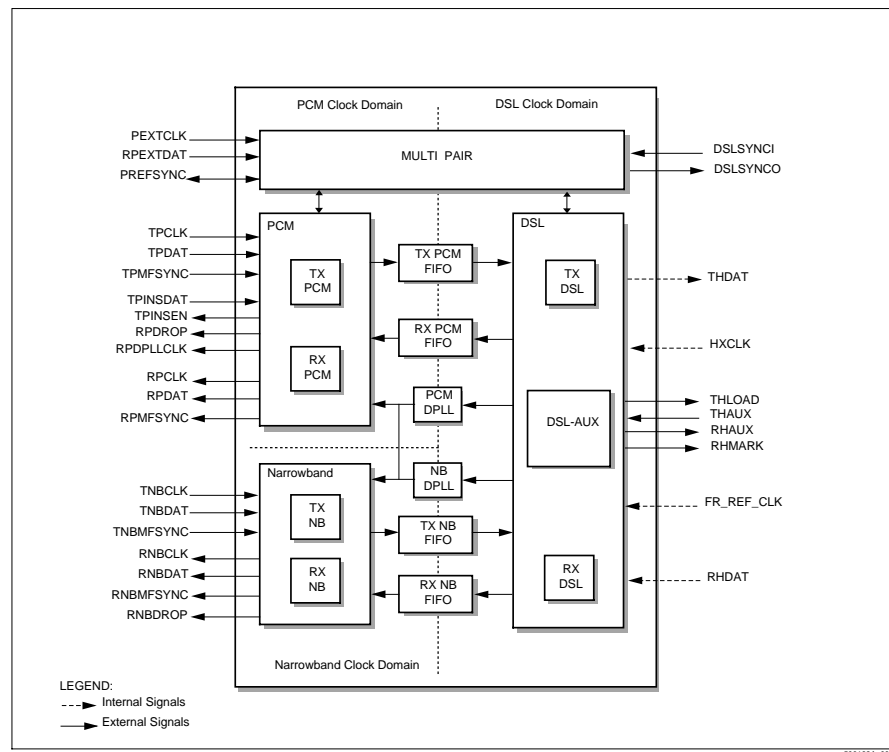 PCM Clock Domain
DSL Clock Domain
PEXTCLK
RPEXTDAT
PREFSYNC
MULTI PAIR
DSLSYNCI
DSLSYNCO
PCM
DSL
TPCLK
TPDAT
TPMFSYNC
TPINSDAT
TPINSEN
RPDROP
RPDPLLCLK
RPCLK
RPDAT
RPMFSYNC
TX
PCM
RX
PCM
TX PCM
FIFO
RX PCM
FIFO
PCM
DPLL
NB
DPLL
TX NB
FIFO
RX NB
FIFO
TX
DSL
DSL-AUX
RX
DSL
THDAT
HXCLK
THLOAD
THAUX
RHAUX
RHMARK
FR_REF_CLK
RHDAT
Narrowband
TNBCLK
TNBDAT
TNBMFSYNC
RNBCLK
RNBDAT
RNBMFSYNC
RNBDROP
TX
NB
RX
NB
Narrowband Clock Domain
LEGEND:
Internal Signals
External Signals